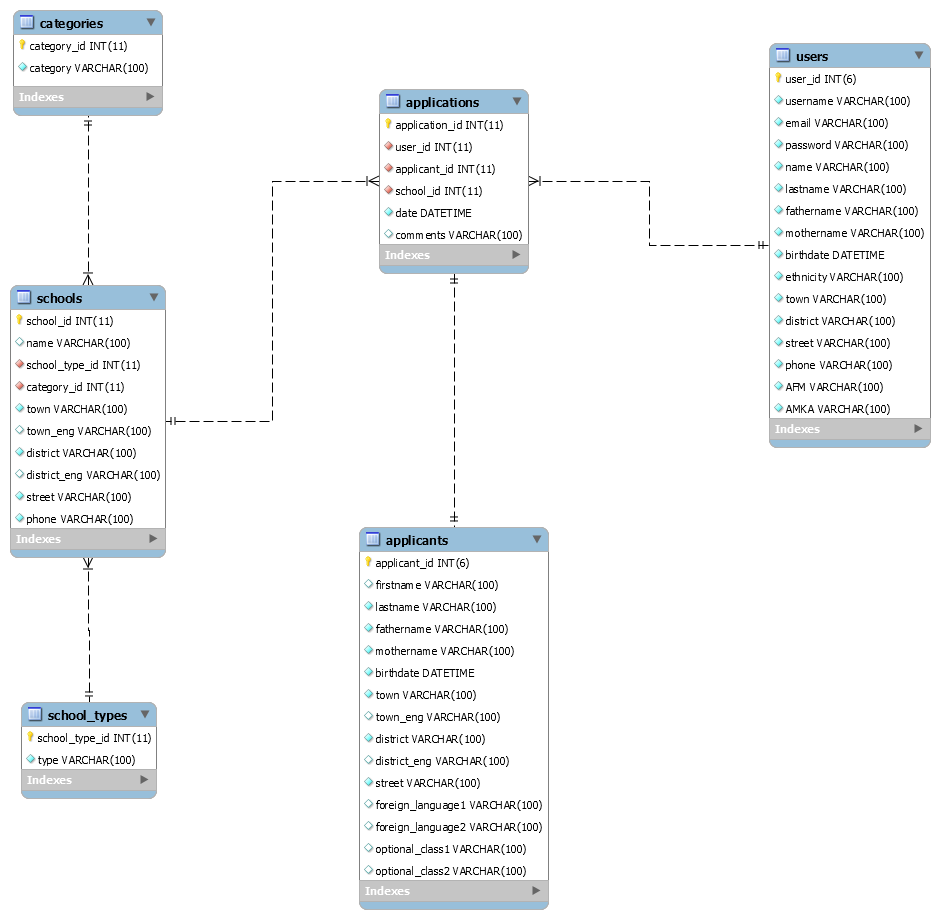 categories
category_id INT(11)
category VARCHAR(100)
Indexes
applications
application_id INT(11)
user_id INT(11)
applicant_id INT(11)
school_id INT(11)
date DATETIME
comments VARCHAR(100)
Indexes
users
user_id INT(6)
username VARCHAR(100)
email VARCHAR(100)
password VARCHAR(100)
name VARCHAR(100)
lastname VARCHAR(100)
fathername VARCHAR(100)
mothername VARCHAR(100)
birthdate DATETIME
ethnicity VARCHAR(100)
town VARCHAR(100)
district VARCHAR(100)
street VARCHAR(100)
phone VARCHAR(100)
AFM VARCHAR(100)
AMKA VARCHAR(100)
Indexes
schools
school_id INT(11)
name VARCHAR(100)
school_type_id INT(11)
category_id INT(11)
town VARCHAR(100)
town_eng VARCHAR(100)
district VARCHAR(100)
district_eng VARCHAR(100)
street VARCHAR(100)
phone VARCHAR(100)
Indexes
applicants
applicant_id INT(6)
firstname VARCHAR(100)
lastname VARCHAR(100)
fathername VARCHAR(100)
mothername VARCHAR(100)
birthdate DATETIME
town VARCHAR(100)
town_eng VARCHAR(100)
district VARCHAR(100)
district_eng VARCHAR(100)
street VARCHAR(100)
foreign_language1 VARCHAR(100)
foreign_language2 VARCHAR(100)
optional_class1 VARCHAR(100)
optional_class2 VARCHAR(100)
Indexes
school_types
school_type_id INT(11)
type VARCHAR(100)
Indexes